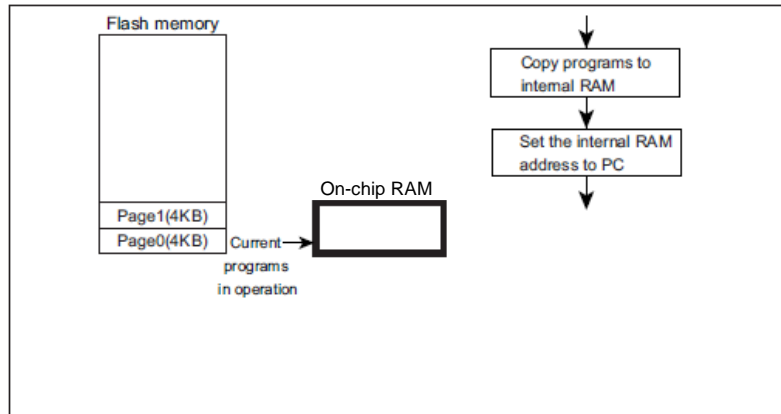 Flash memory
Page1(4KB)
Page0(4KB)
Current
programs
in operation
On-chip RAM
Copy programs to
internal RAM
Set the internal RAM
address to PC